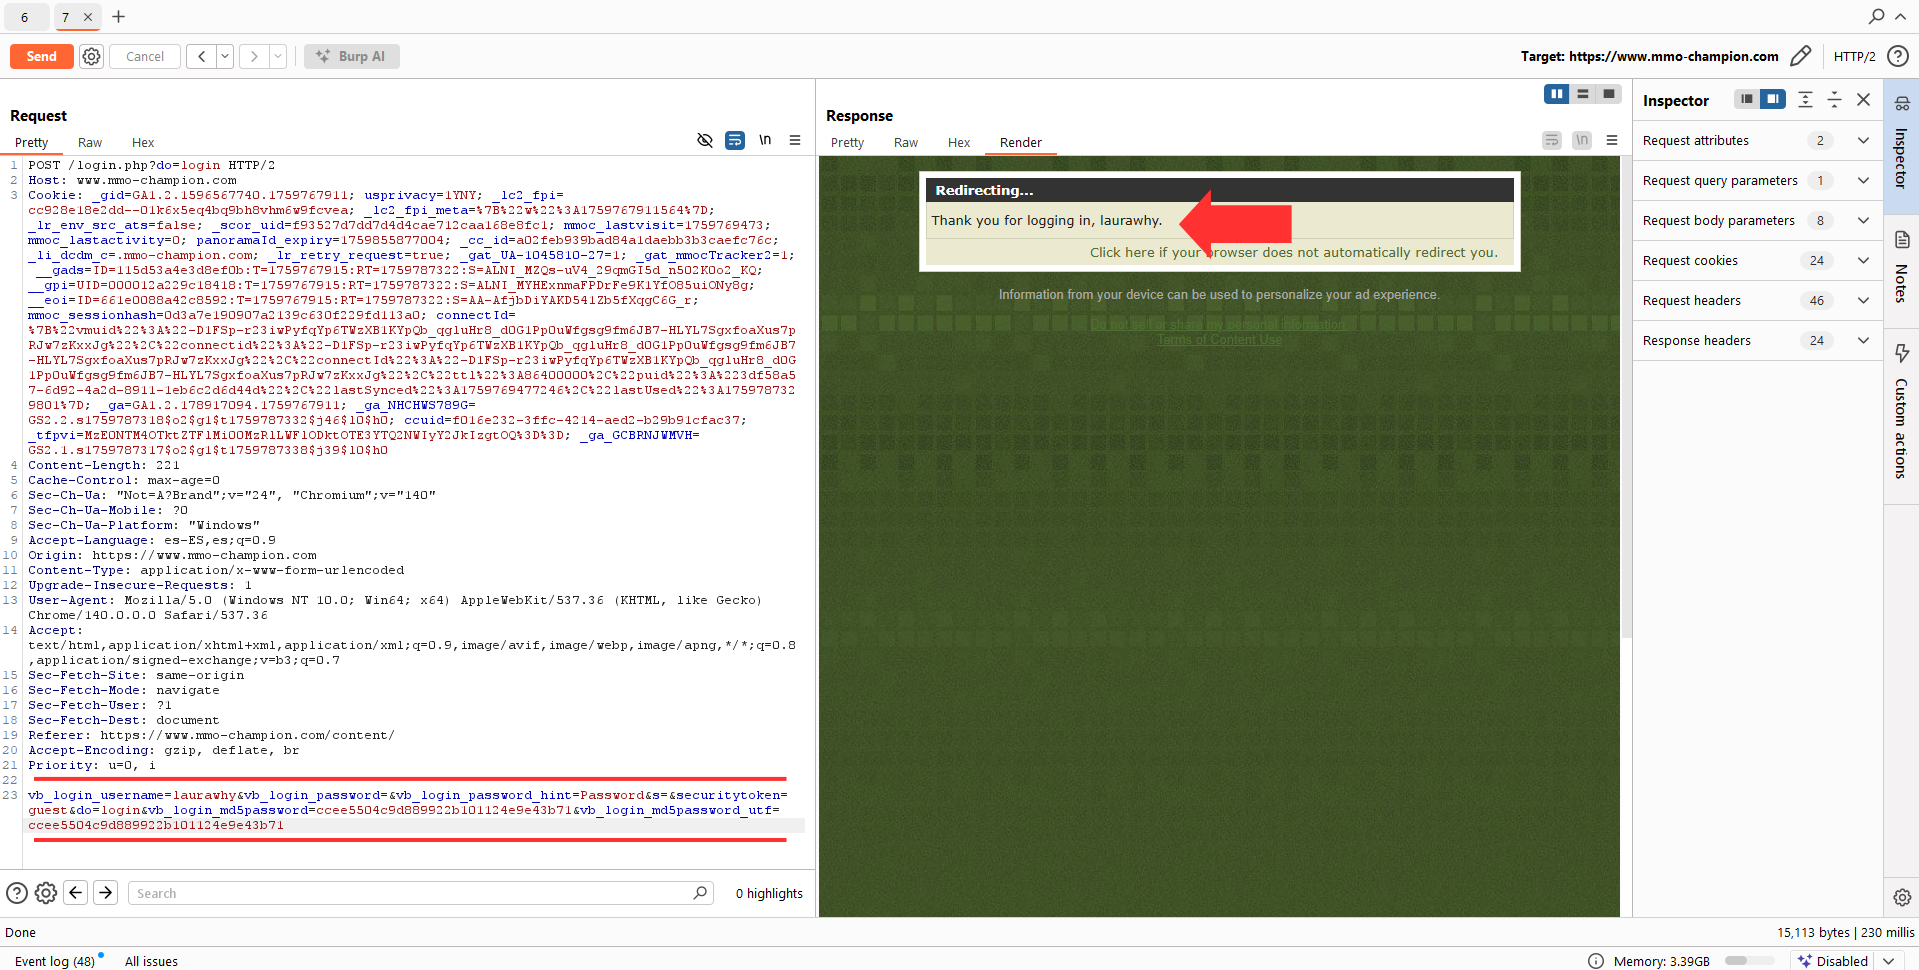 6
7
Send
Cancel
Burp AI
Target: https://www.mmo-champion.com
HTTP/2
Request
Pretty
Raw
Hex
\n
1 POST /login.php?do=login HTTP/2
2 Host: www.mmo-champion.com
3 Cookie: _gid=GA1.2.1596567740.1759767911; usprivacy=1YNY; _lc2_fpi=
cc928e18e2dd--01k6x5eq4bq9bh8vhm6w9fcvea; _lc2_fpi_meta=%7B%22w%22%3A1759767911564%7D;
_lr_env_src_ats=false; _scor_uid=f93527d7dd7d4d4cae712caa168e8fc1; mmoc_lastvisit=1759769473;
mmoc_lastactivity=0; panoramaId_expiry=1759855877004; _cc_id=a02feb939bad84a1daebb3b3caefc76c;
_li_dcdm_c=.mmo-champion.com; _lr_retry_request=true; _gat_UA-1045810-27=1; _gat_mmocTracker2=1;
__gads=ID=115d53a4e3d8ef0b:T=1759767915:RT=1759787322:S=ALNI_MZQs-uV4_29qmGI5d_n5O2KOo2_KQ;
__gpi=UID=000012a229c18418:T=1759767915:RT=1759787322:S=ALNI_MYHExnmaFPDrFe9K1YfO85uiONy8g;
__eoi=ID=661e0088a42c8592:T=1759767915:RT=1759787322:S=AA-AfjbDiYAKD541Zb5fXqgC6G_r;
mmoc_sessionhash=0d3a7e190907a2139c630f229fd113a0; connectId=
%7B%22vmuid%22%3A%22-D1FSp-r23iwPyfqYp6TWzXB1KYpQb_qgluHr8_dOG1PpOuWfgsg9fm6JB7-HLYL7SgxfoaXus7p
RJw7zKxxJg%22%2C%22connectid%22%3A%22-D1FSp-r23iwPyfqYp6TWzXB1KYpQb_qgluHr8_dOG1PpOuWfgsg9fm6JB7
-HLYL7SgxfoaXus7pRJw7zKxxJg%22%2C%22connectId%22%3A%22-D1FSp-r23iwPyfqYp6TWzXB1KYpQb_qgluHr8_dOG
1PpOuWfgsg9fm6JB7-HLYL7SgxfoaXus7pRJw7zKxxJg%22%2C%22ttl%22%3A86400000%2C%22puid%22%3A%223df58a5
7-6d92-4a2d-8911-1eb6c2d6d44d%22%2C%22lastSynced%22%3A1759769477246%2C%22lastUsed%22%3A175978732
9801%7D; _ga=GA1.2.178917094.1759767911; _ga_NHCHWS789G=
GS2.2.s1759787318$o2$g1$t1759787332$j46$l0$h0; ccuid=f016e232-3ffc-4214-aed2-b29b91cfac37;
_tfpvi=MzE0NTM4OTktZTFlMi00MzRlLWFlODktOTE3YTQ2NWIyY2JkIzgtOQ%3D%3D; _ga_GCBRNJWMVH=
GS2.1.s1759787317$o2$g1$t1759787338$j39$l0$h0
4 Content-Length: 221
5 Cache-Control: max-age=0
6 Sec-Ch-Ua: "Not=A?Brand";v="24", "Chromium";v="140"
7 Sec-Ch-Ua-Mobile: ?0
8 Sec-Ch-Ua-Platform: "Windows"
9 Accept-Language: es-ES,es;q=0.9
10 Origin: https://www.mmo-champion.com
11 Content-Type: application/x-www-form-urlencoded
12 Upgrade-Insecure-Requests: 1
13 User-Agent: Mozilla/5.0 (Windows NT 10.0; Win64; x64) AppleWebKit/537.36 (KHTML, like Gecko)
Chrome/140.0.0.0 Safari/537.36
14 Accept:
text/html,application/xhtml+xml,application/xml;q=0.9,image/avif,image/webp,image/apng,*/*;q=0.8
,application/signed-exchange;v=b3;q=0.7
15 Sec-Fetch-Site: same-origin
16 Sec-Fetch-Mode: navigate
17 Sec-Fetch-User: ?1
18 Sec-Fetch-Dest: document
19 Referer: https://www.mmo-champion.com/content/
20 Accept-Encoding: gzip, deflate, br
21 Priority: u=0, i
22
23 vb_login_username=laurawhy&vb_login_password=&vb_login_password_hint=Password&s=&securitytoken=
guest&do=login&vb_login_md5password=ccee5504c9d889922b101124e9e43b71&vb_login_md5password_utf=
ccee5504c9d889922b101124e9e43b71
Search
0 highlights
Response
Pretty
Raw
Hex
Render
\n
Redirecting...
Thank you for logging in, laurawhy.
Click here if your browser does not automatically redirect you.
Information from your device can be used to personalize your ad experience.
Do not sell or share my personal information.
Terms of Content Use
Inspector
Request attributes 2
Request query parameters 1
Request body parameters 8
Request cookies 24
Request headers 46
Response headers 24
Inspector
Notes
Custom actions
Done
15,113 bytes | 230 millis
Event log (48)
All issues
Memory: 3.39GB
Disabled